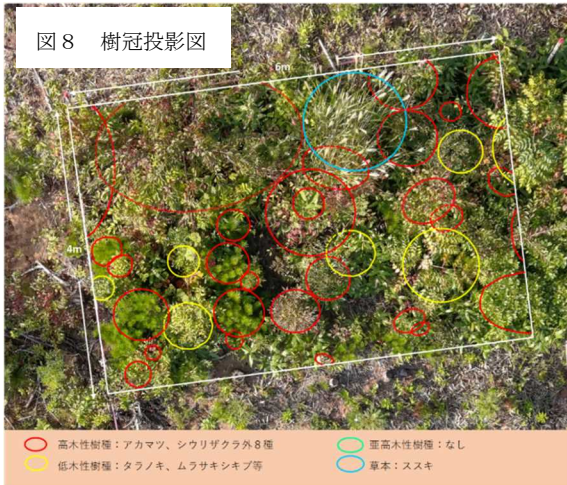 図８　樹冠投影図
6m
4m
高木性樹種：アカマツ、シウリザクラ外８種
亜高木性樹種：なし
低木性樹種：タラノキ、ムラサキシキブ等
草本：ススキ